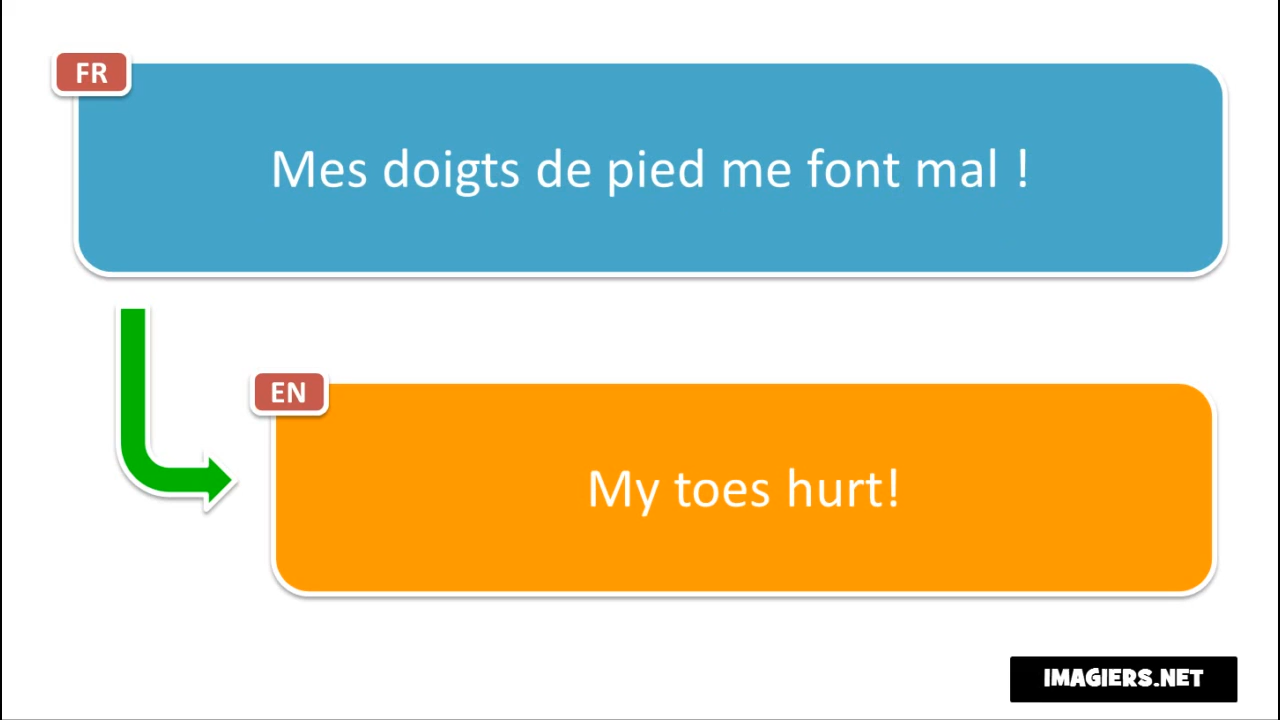 FR
Mes doigts de pied me font mal !
EN
My toes hurt!
IMAGIERS.NET